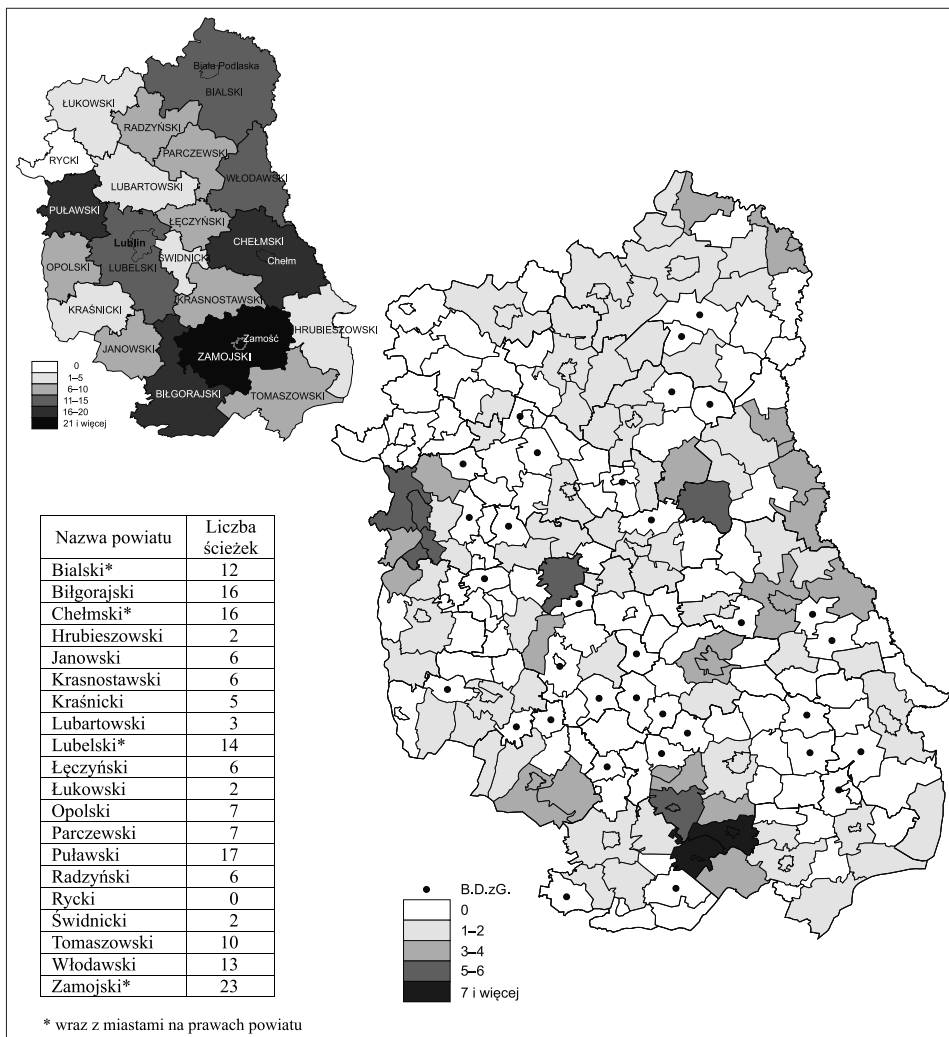 Biała Podlaska
BIALSKI
ŁUKOWSKI
RADZYŃSKI
PARCZEWSKI
RYCKI
WŁODAWSKI
LUBARTOWSKI
PUŁAWSKI
ŁĘCZYŃSKI
Lublin
CHEŁMSKI
ŚWIDNICKI
Chełm
OPOLSKI
LUBELSKI
KRASNOSTAWSKI
KRAŚNICKI
HRUBIESZOWSKI
Zamość
JANOWSKI
ZAMOJSKI
BIŁGORAJSKI
TOMASZOWSKI
0
1–5
6–10
11–15
16–20
21 i więcej
Nazwa powiatu Liczba
ścieżek
Bialski* 12
Biłgorajski 16
Chełmski* 16
Hrubieszowski 2
Janowski 6
Krasnostawski 6
Kraśnicki 5
Lubartowski 3
Lubelski* 14
Łęczyński 6
Łukowski 2
Opolski 7
Parczewski 7
Puławski 17
Radzyński 6
Rycki 0
Świdnicki 2
Tomaszowski 10
Włodawski 13
Zamojski* 23
* wraz z miastami na prawach powiatu
B.D.zG.
0
1–2
3–4
5–6
7 i więcej